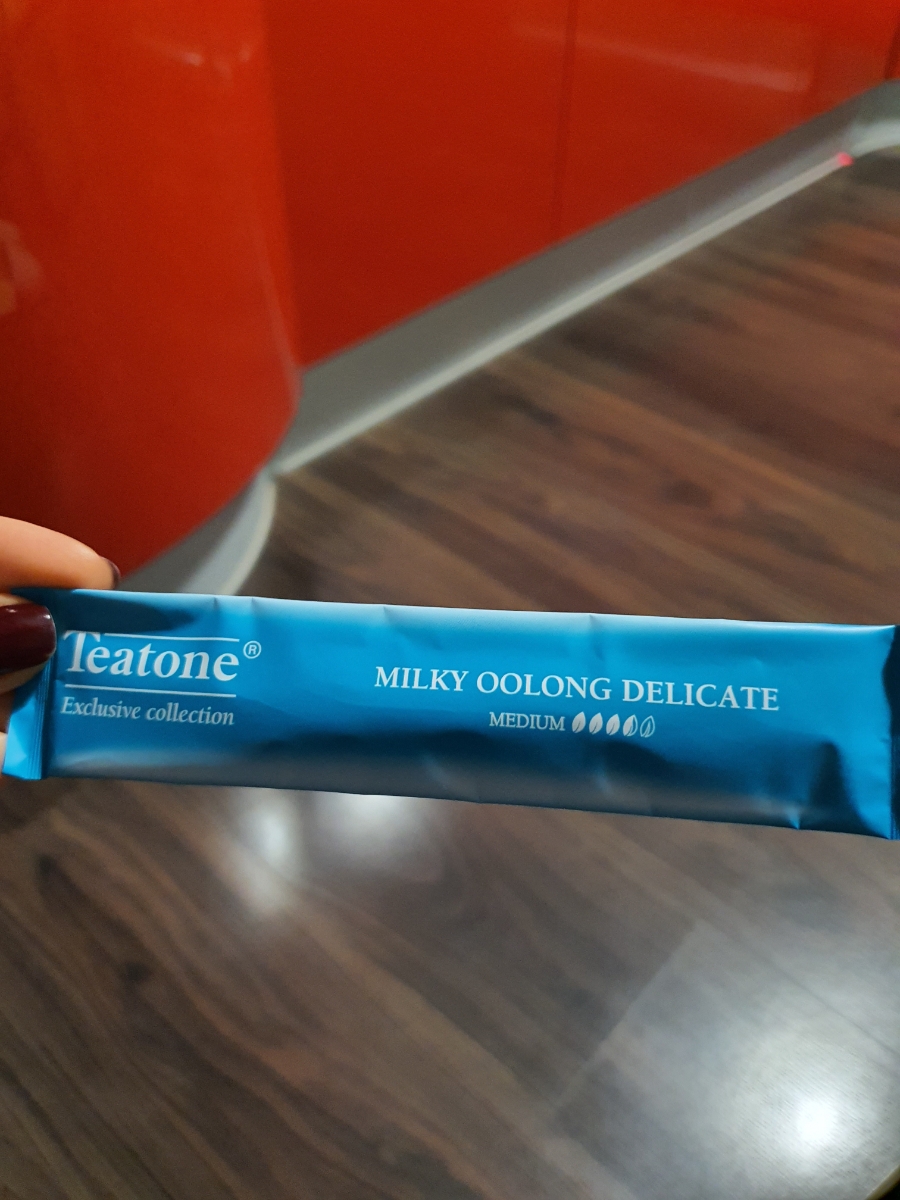 Teatone®
Exclusive collection
MILKY OOLONG DELICATE
MEDIUM